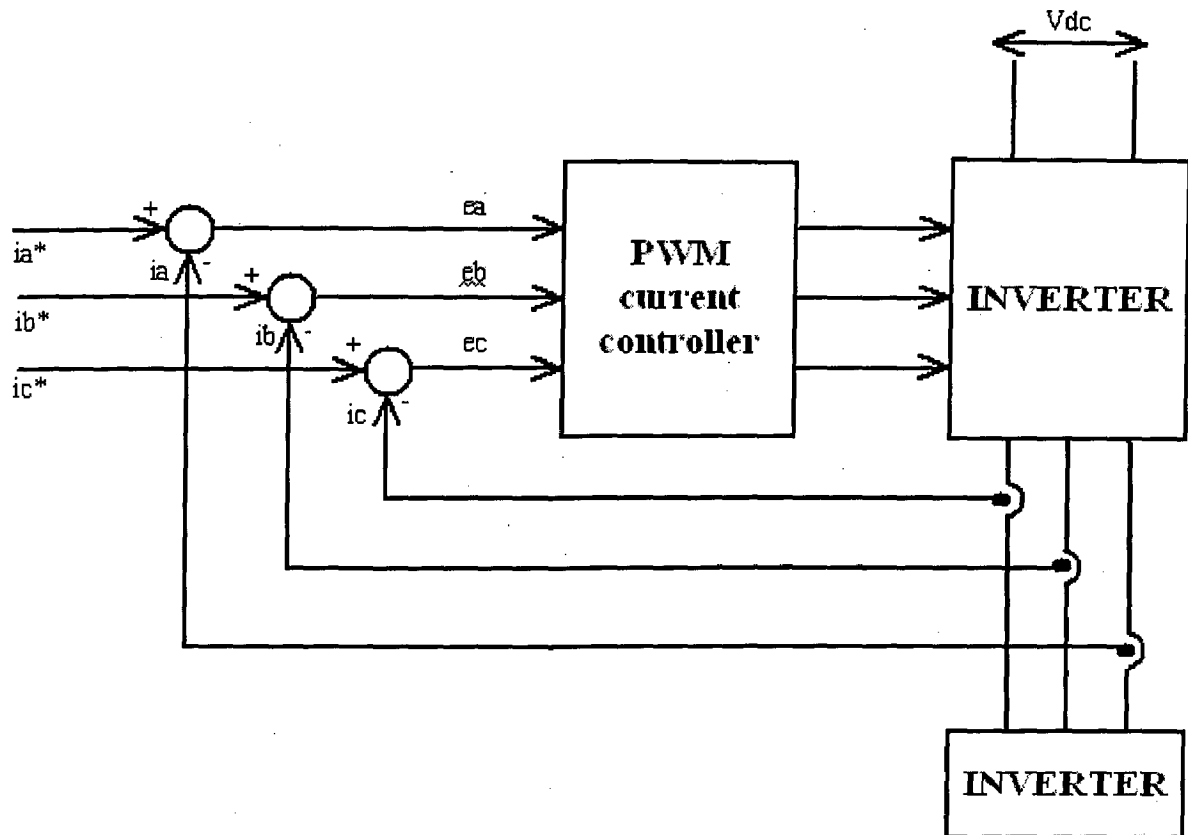 Vdc
+
ia*
ia
-
ea
+
ib*
ib
-
eb
+
ic*
ic
-
ec
PWM
current
controller
INVERTER
INVERTER